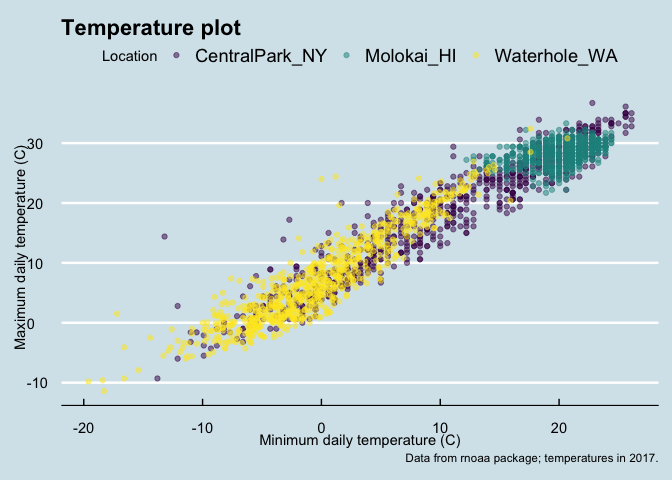 Temperature plot
Location CentralPark_NY Molokai_HI Waterhole_WA
Maximum daily temperature (C)
30
20
10
0
-10
-20 -10 0 10 20
Minimum daily temperature (C)
Data from rnoaa package; temperatures in 2017.